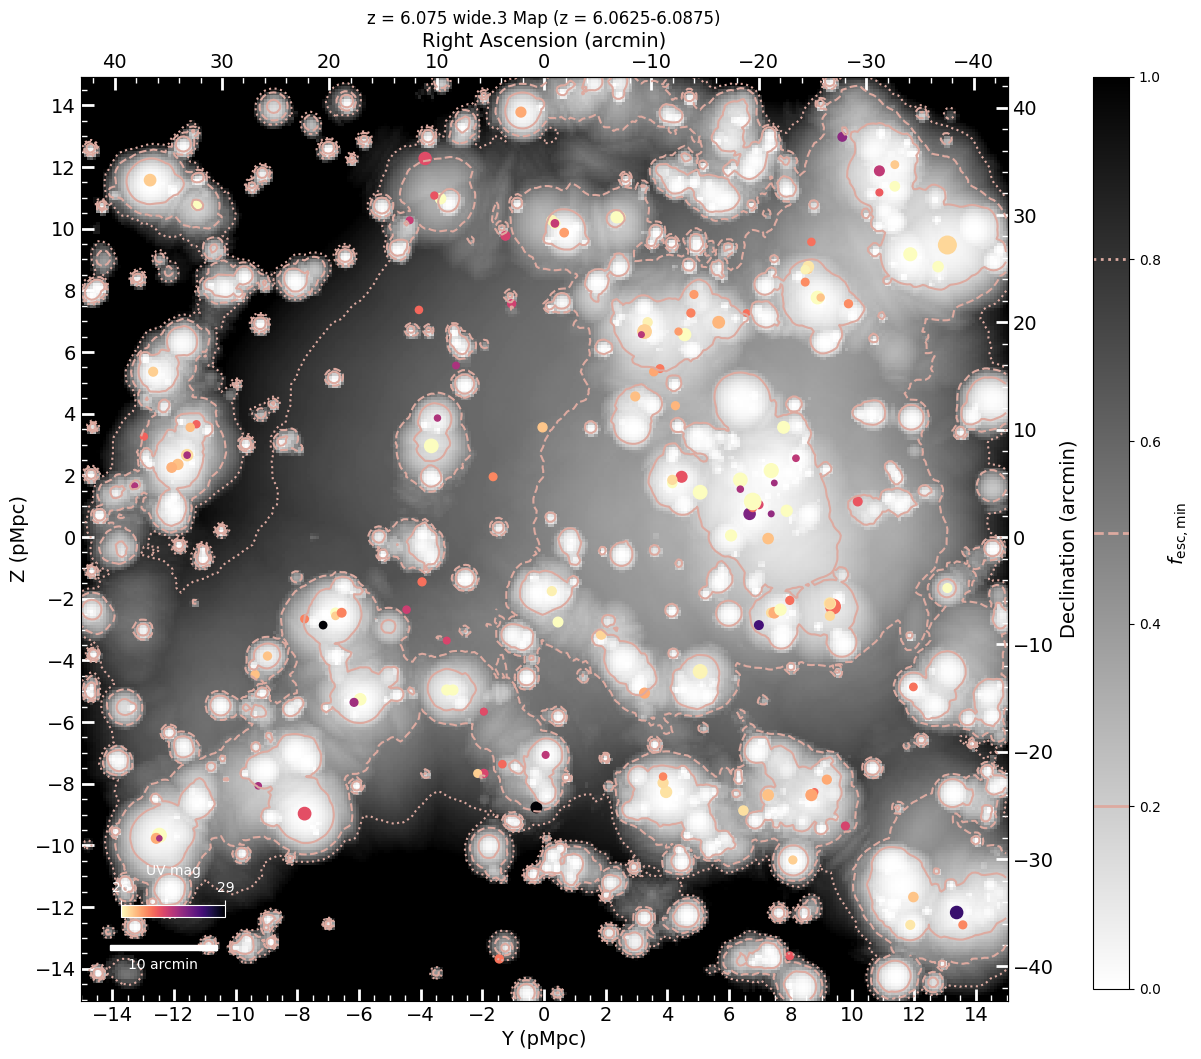 z = 6.075 wide.3 Map (z = 6.0625-6.0875)
Right Ascension (arcmin)
40 30 20 10 0 −10 −20 −30 −40
14 12 10 8 6 4 2 0 −2 −4 −6 −8 −10 −12 −14
Z (pMpc)
40 30 20 10 0 −10 −20 −30 −40
Declination (arcmin)
1.0 0.8 0.6 0.4 0.2 0.0
fesc,min
UV mag
29
10 arcmin
−14 −12 −10 −8 −6 −4 −2 0 2 4 6 8 10 12 14
Y (pMpc)